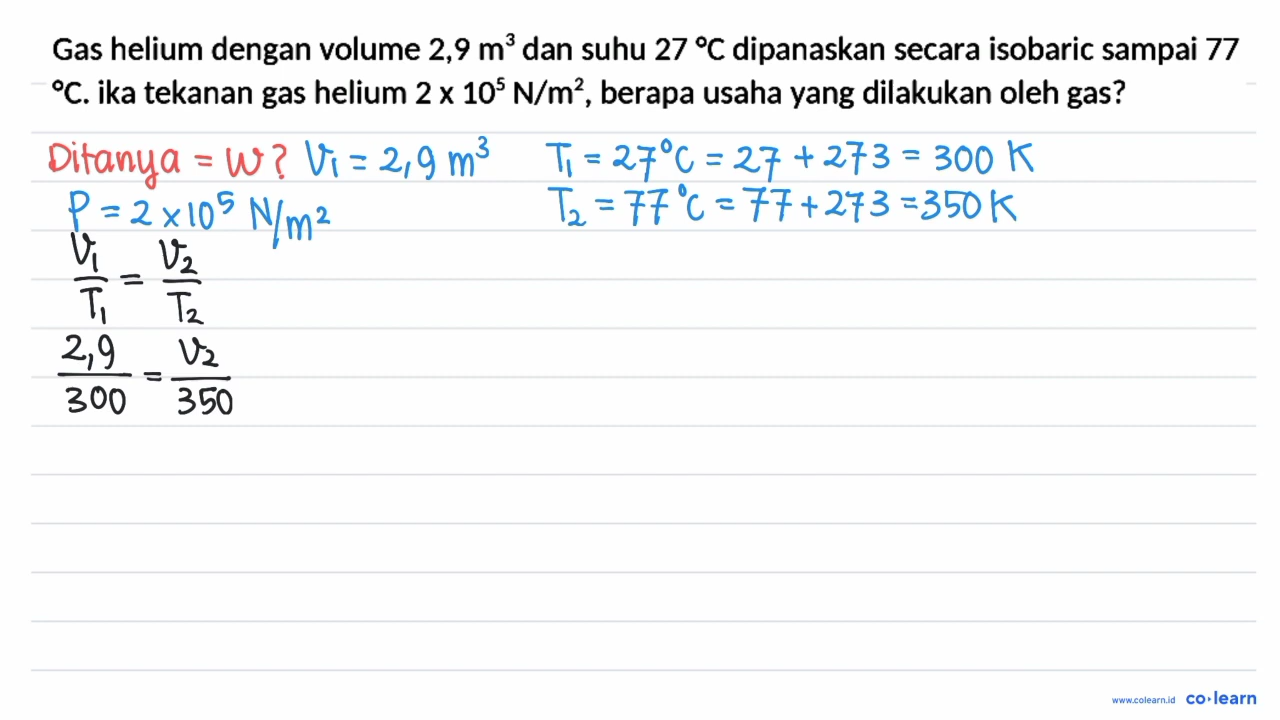 Gas helium dengan volume 2,9 m³ dan suhu 27 °C dipanaskan secara isobaric sampai 77
°C. ika tekanan gas helium 2 x 10⁵ N/m², berapa usaha yang dilakukan oleh gas?
Ditanya = W? V₁ = 2,9 m³ T₁ = 27°C = 27 + 273 = 300 K
P = 2 x 10⁵ N/m² T₂ = 77°C = 77 + 273 = 350 K
V₁/T₁ = V₂/T₂
2,9/300 = V₂/350
www.colearn.id co·learn